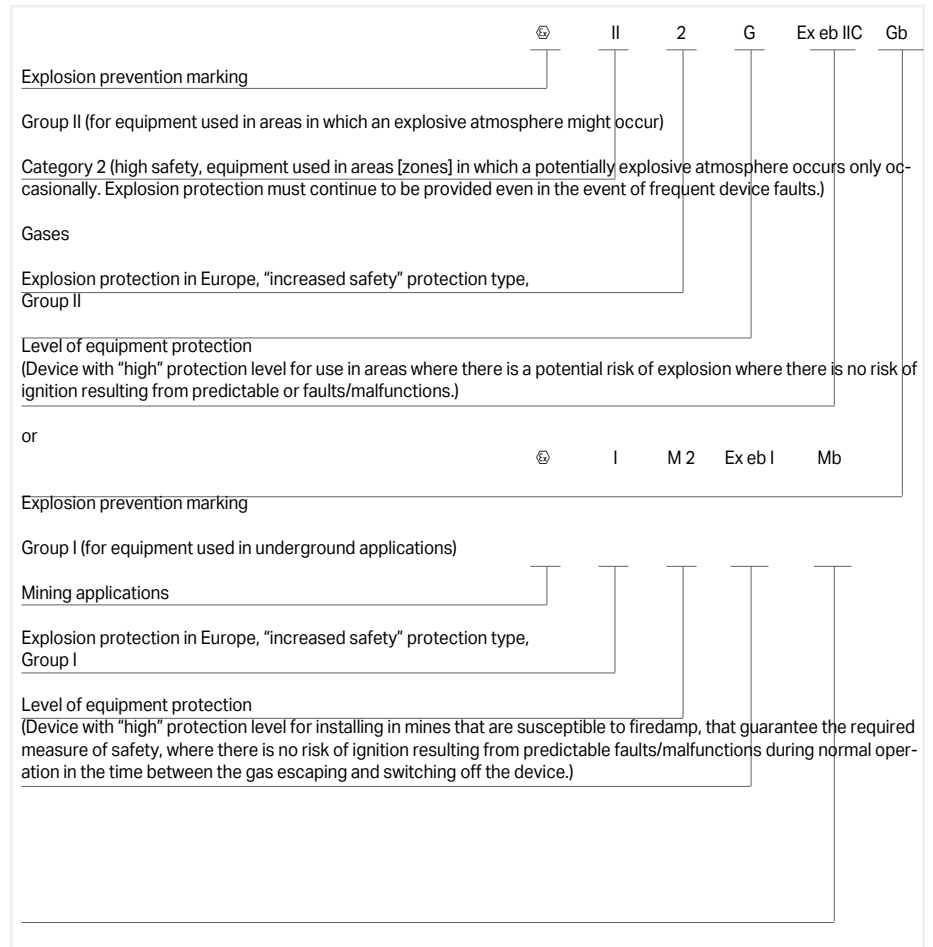 Ex II 2 G Ex eb IIC Gb
Explosion prevention marking
Group II (for equipment used in areas in which an explosive atmosphere might occur)
Category 2 (high safety, equipment used in areas [zones] in which a potentially explosive atmosphere occurs only oc-
casionally. Explosion protection must continue to be provided even in the event of frequent device faults.)
Gases
Explosion protection in Europe, “increased safety” protection type,
Group II
Level of equipment protection
(Device with “high” protection level for use in areas where there is a potential risk of explosion where there is no risk of
ignition resulting from predictable or faults/malfunctions.)
or
Ex I M 2 Ex eb I Mb
Explosion prevention marking
Group I (for equipment used in underground applications)
Mining applications
Explosion protection in Europe, “increased safety” protection type,
Group I
Level of equipment protection
(Device with “high” protection level for installing in mines that are susceptible to firedamp, that guarantee the required
measure of safety, where there is no risk of ignition resulting from predictable faults/malfunctions during normal oper-
ation in the time between the gas escaping and switching off the device.)